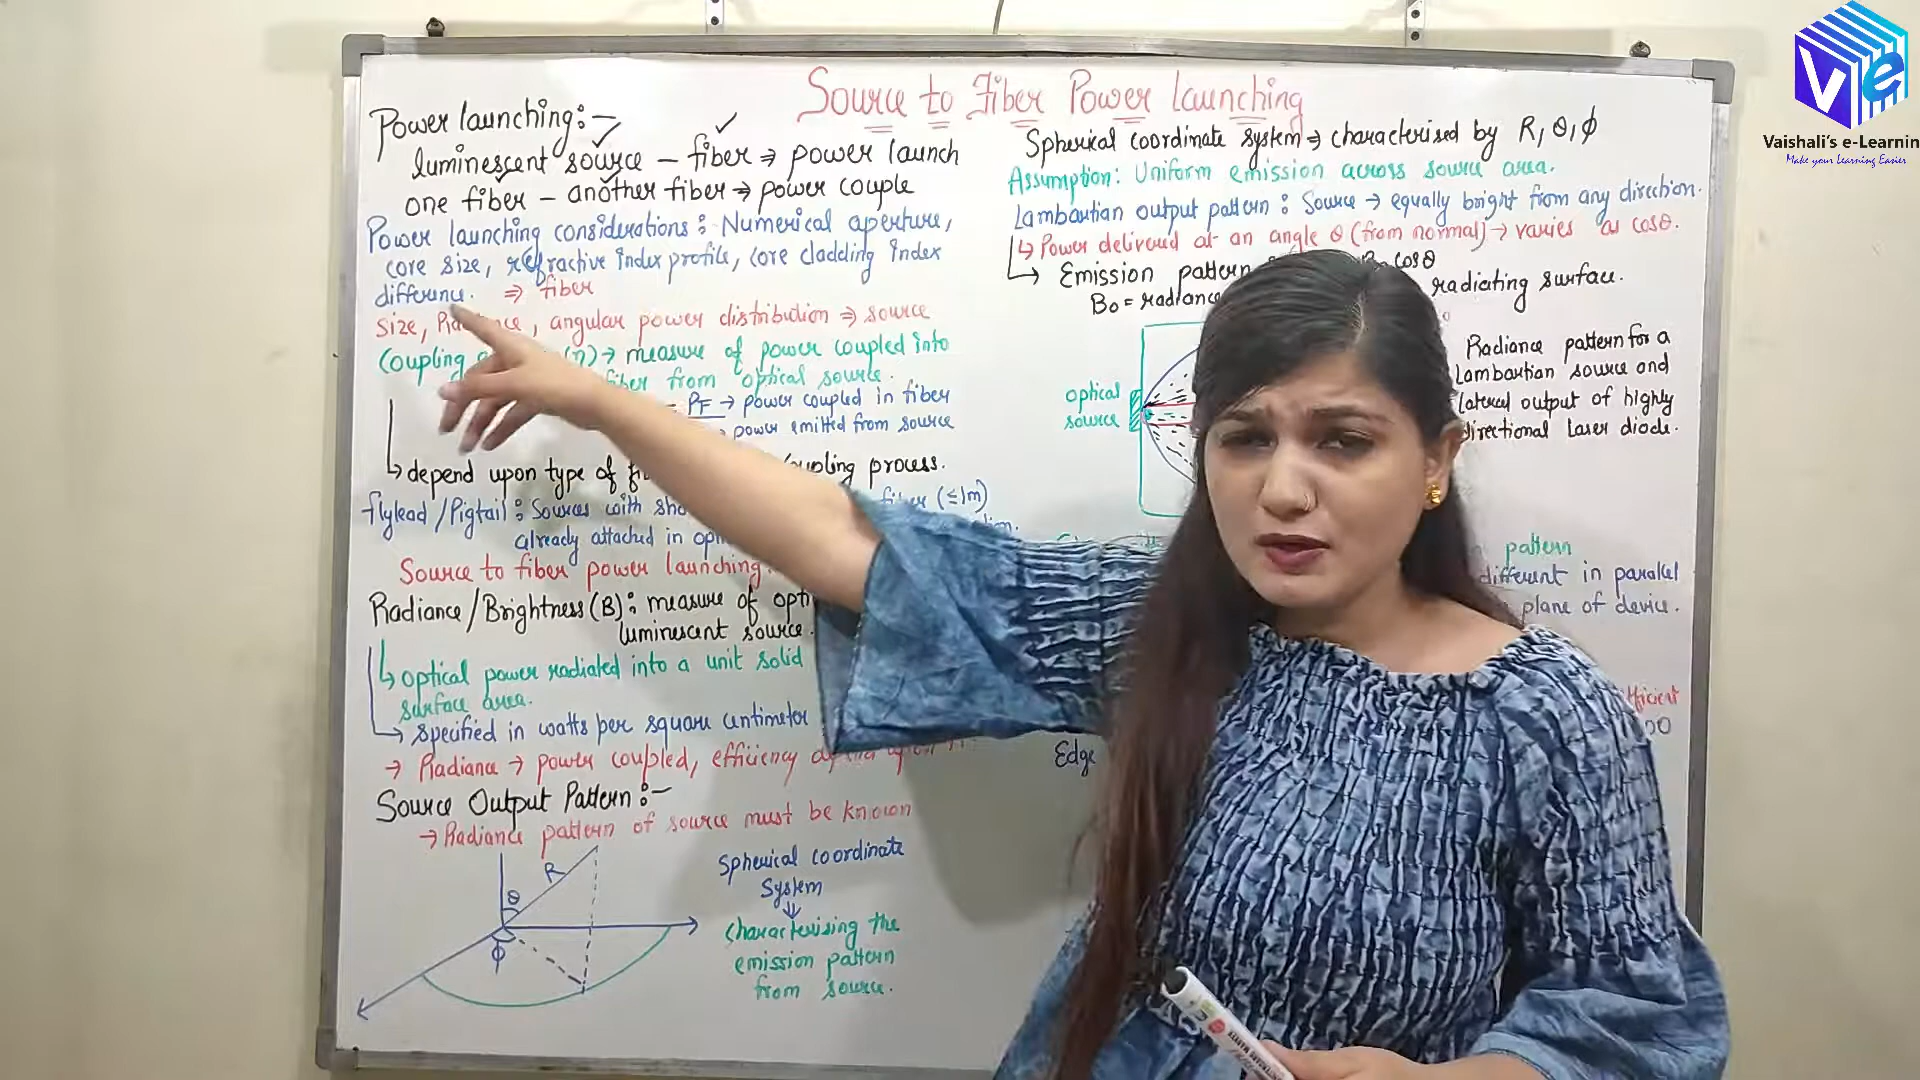 Source to Fiber Power Launching
Power launching:-
luminescent source - fiber ⇒ power launch
one fiber - another fiber → power couple
Power launching considerations: Numerical aperture,
core size, refractive index profile, core cladding index
difference. ⇒ fiber
size, Radiance, angular power distribution ⇒ source
Coupling (η) → measure of power coupled into
fiber from optical source.
= PF → power coupled in fiber
→ power emitted from source
↳ depend upon type of coupling process.
flylead/Pigtail: Sources with fiber (≤1m)
already attached in
Source to fiber power launching.
Radiance/Brightness (B): measure of
luminescent source.
↳ optical power radiated into a unit solid
surface area.
→ specified in watts per square centimeter
→ Radiance → power coupled, efficiency
Source Output Pattern:-
→ Radiance pattern of source must be known
R
θ
ϕ
Spherical coordinate
System
⇓
characterising the
emission pattern
from source.
Spherical coordinate system ⇒ characterised by R, θ, ϕ
Assumption: Uniform emission across source area.
Lambartian output pattern: Source → equally bright from any direction.
↳ Power delivered at an angle θ (from normal) → varies as cosθ.
→ Emission pattern cosθ
B₀ = radiance radiating surface.
optical
source
Radiance pattern for a
Lambartian source and
lateral output of highly
directional laser diode.
pattern
different in parallel
plane of device.
Edge
Ve
Vaishali's e-Learnin
Make your Learning Easier